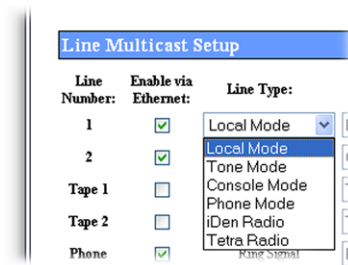 Line Multicast Setup
Line Number: Enable via Ethernet: Line Type:
1 Local Mode
2 Local Mode
Tone Mode
Tape 1 Console Mode
Phone Mode
Tape 2 iDen Radio
Tetra Radio
Phone Ring Signal